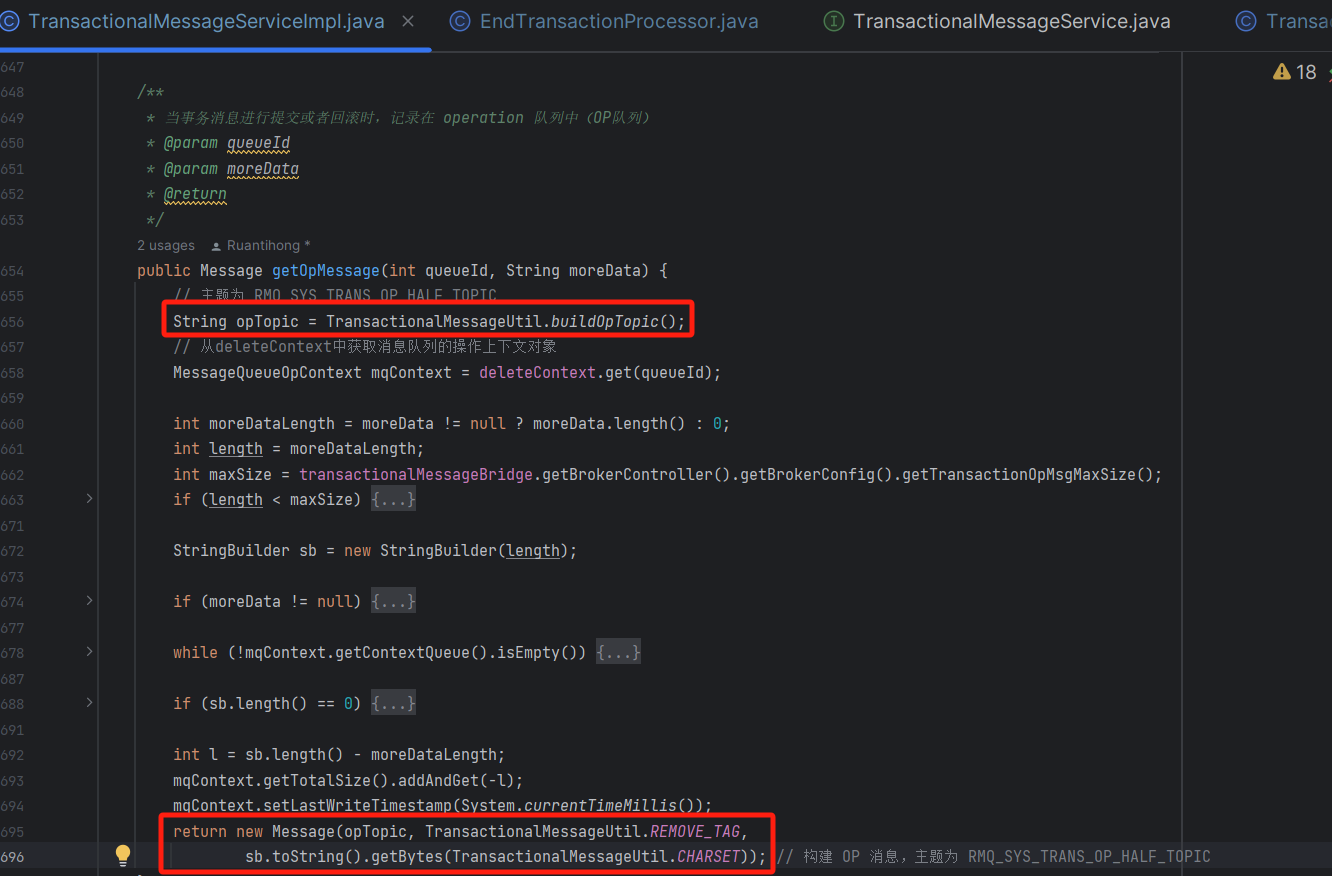 TransactionalMessageServiceImpl.java × EndTransactionProcessor.java TransactionalMessageService.java Transa
18
647
648 /**
649 * 当事务消息进行提交或者回滚时，记录在 operation 队列中（OP队列）
650 * @param queueId
651 * @param moreData
652 * @return
653 */
2 usages Ruantihong *
654 public Message getOpMessage(int queueId, String moreData) {
655 // 主题为 RMQ_SYS_TRANS_OP_HALF_TOPIC
656 String opTopic = TransactionalMessageUtil.buildOpTopic();
657 // 从deleteContext中获取消息队列的操作上下文对象
658 MessageQueueOpContext mqContext = deleteContext.get(queueId);
659
660 int moreDataLength = moreData != null ? moreData.length() : 0;
661 int length = moreDataLength;
662 int maxSize = transactionalMessageBridge.getBrokerController().getBrokerConfig().getTransactionOpMsgMaxSize();
663 if (length < maxSize) {...}
671
672 StringBuilder sb = new StringBuilder(length);
673
674 if (moreData != null) {...}
677
678 while (!mqContext.getContextQueue().isEmpty()) {...}
687
688 if (sb.length() == 0) {...}
691
692 int l = sb.length() - moreDataLength;
693 mqContext.getTotalSize().addAndGet(-l);
694 mqContext.setLastWriteTimestamp(System.currentTimeMillis());
695 return new Message(opTopic, TransactionalMessageUtil.REMOVE_TAG,
696 sb.toString().getBytes(TransactionalMessageUtil.CHARSET)); // 构建 OP 消息，主题为 RMQ_SYS_TRANS_OP_HALF_TOPIC